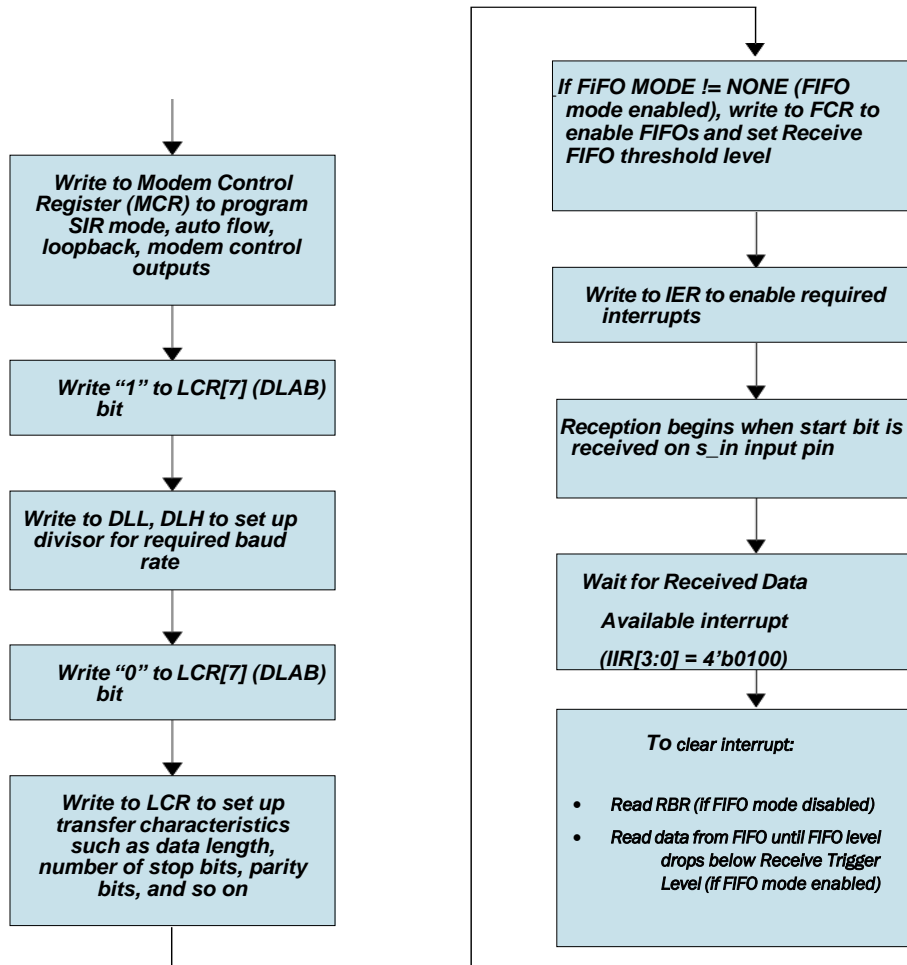 Write to Modem Control
Register (MCR) to program
SIR mode, auto flow,
loopback, modem control
outputs
Write “1” to LCR[7] (DLAB)
bit
Write to DLL, DLH to set up
divisor for required baud
rate
Write “0” to LCR[7] (DLAB)
bit
Write to LCR to set up
transfer characteristics
such as data length,
number of stop bits, parity
bits, and so on
_If FiFO MODE != NONE (FIFO
mode enabled), write to FCR to
enable FIFOs and set Receive
FIFO threshold level
Write to IER to enable required
interrupts
Reception begins when start bit is
received on s_in input pin
Wait for Received Data
Available interrupt
(IIR[3:0] = 4’b0100)
To clear interrupt:
• Read RBR (if FIFO mode disabled)
• Read data from FIFO until FIFO level
drops below Receive Trigger
Level (if FIFO mode enabled)